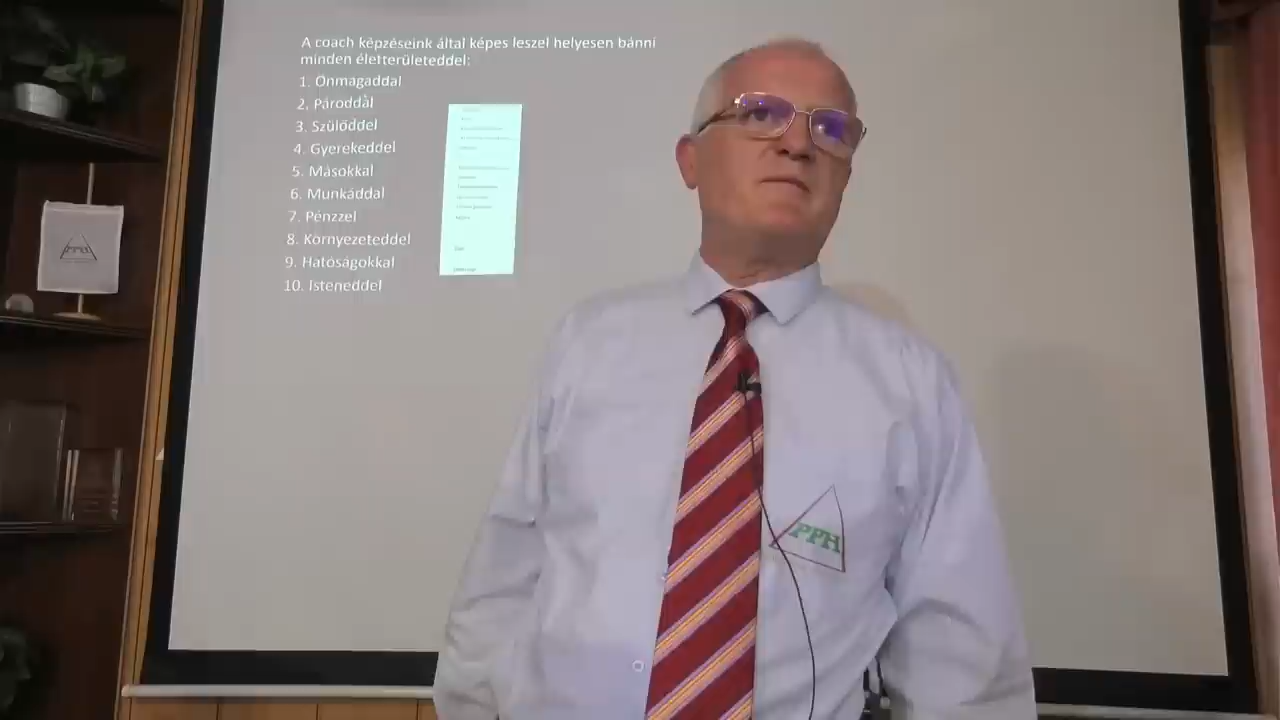 A coach képzéseink által képes leszel helyesen bánni
minden életterületeddel:
1. Önmagaddal
2. Pároddal
3. Szülőddel
4. Gyerekeddel
5. Másokkal
6. Munkáddal
7. Pénzzel
8. Környezeteddel
9. Hatóságokkal
10. Isteneddel
PPH